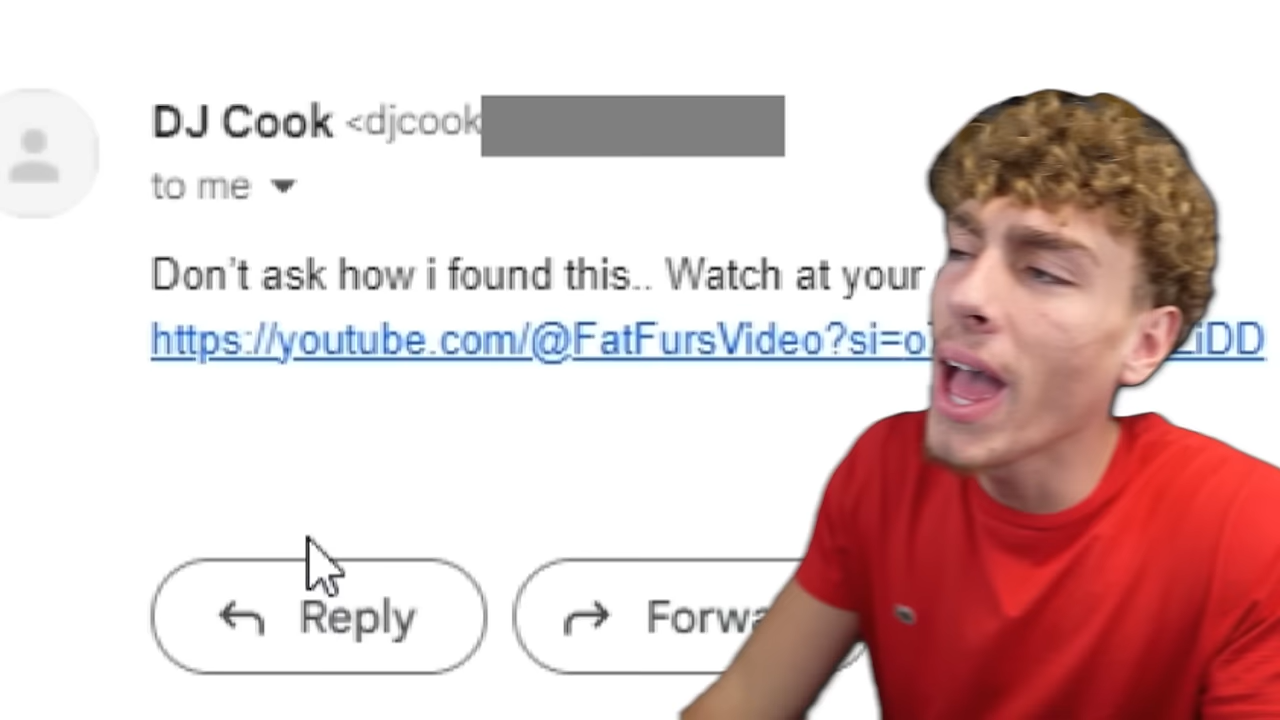 DJ Cook <djcook
to me
Don't ask how i found this.. Watch at your
https://youtube.com/@FatFursVideo?si=o iDD
Reply